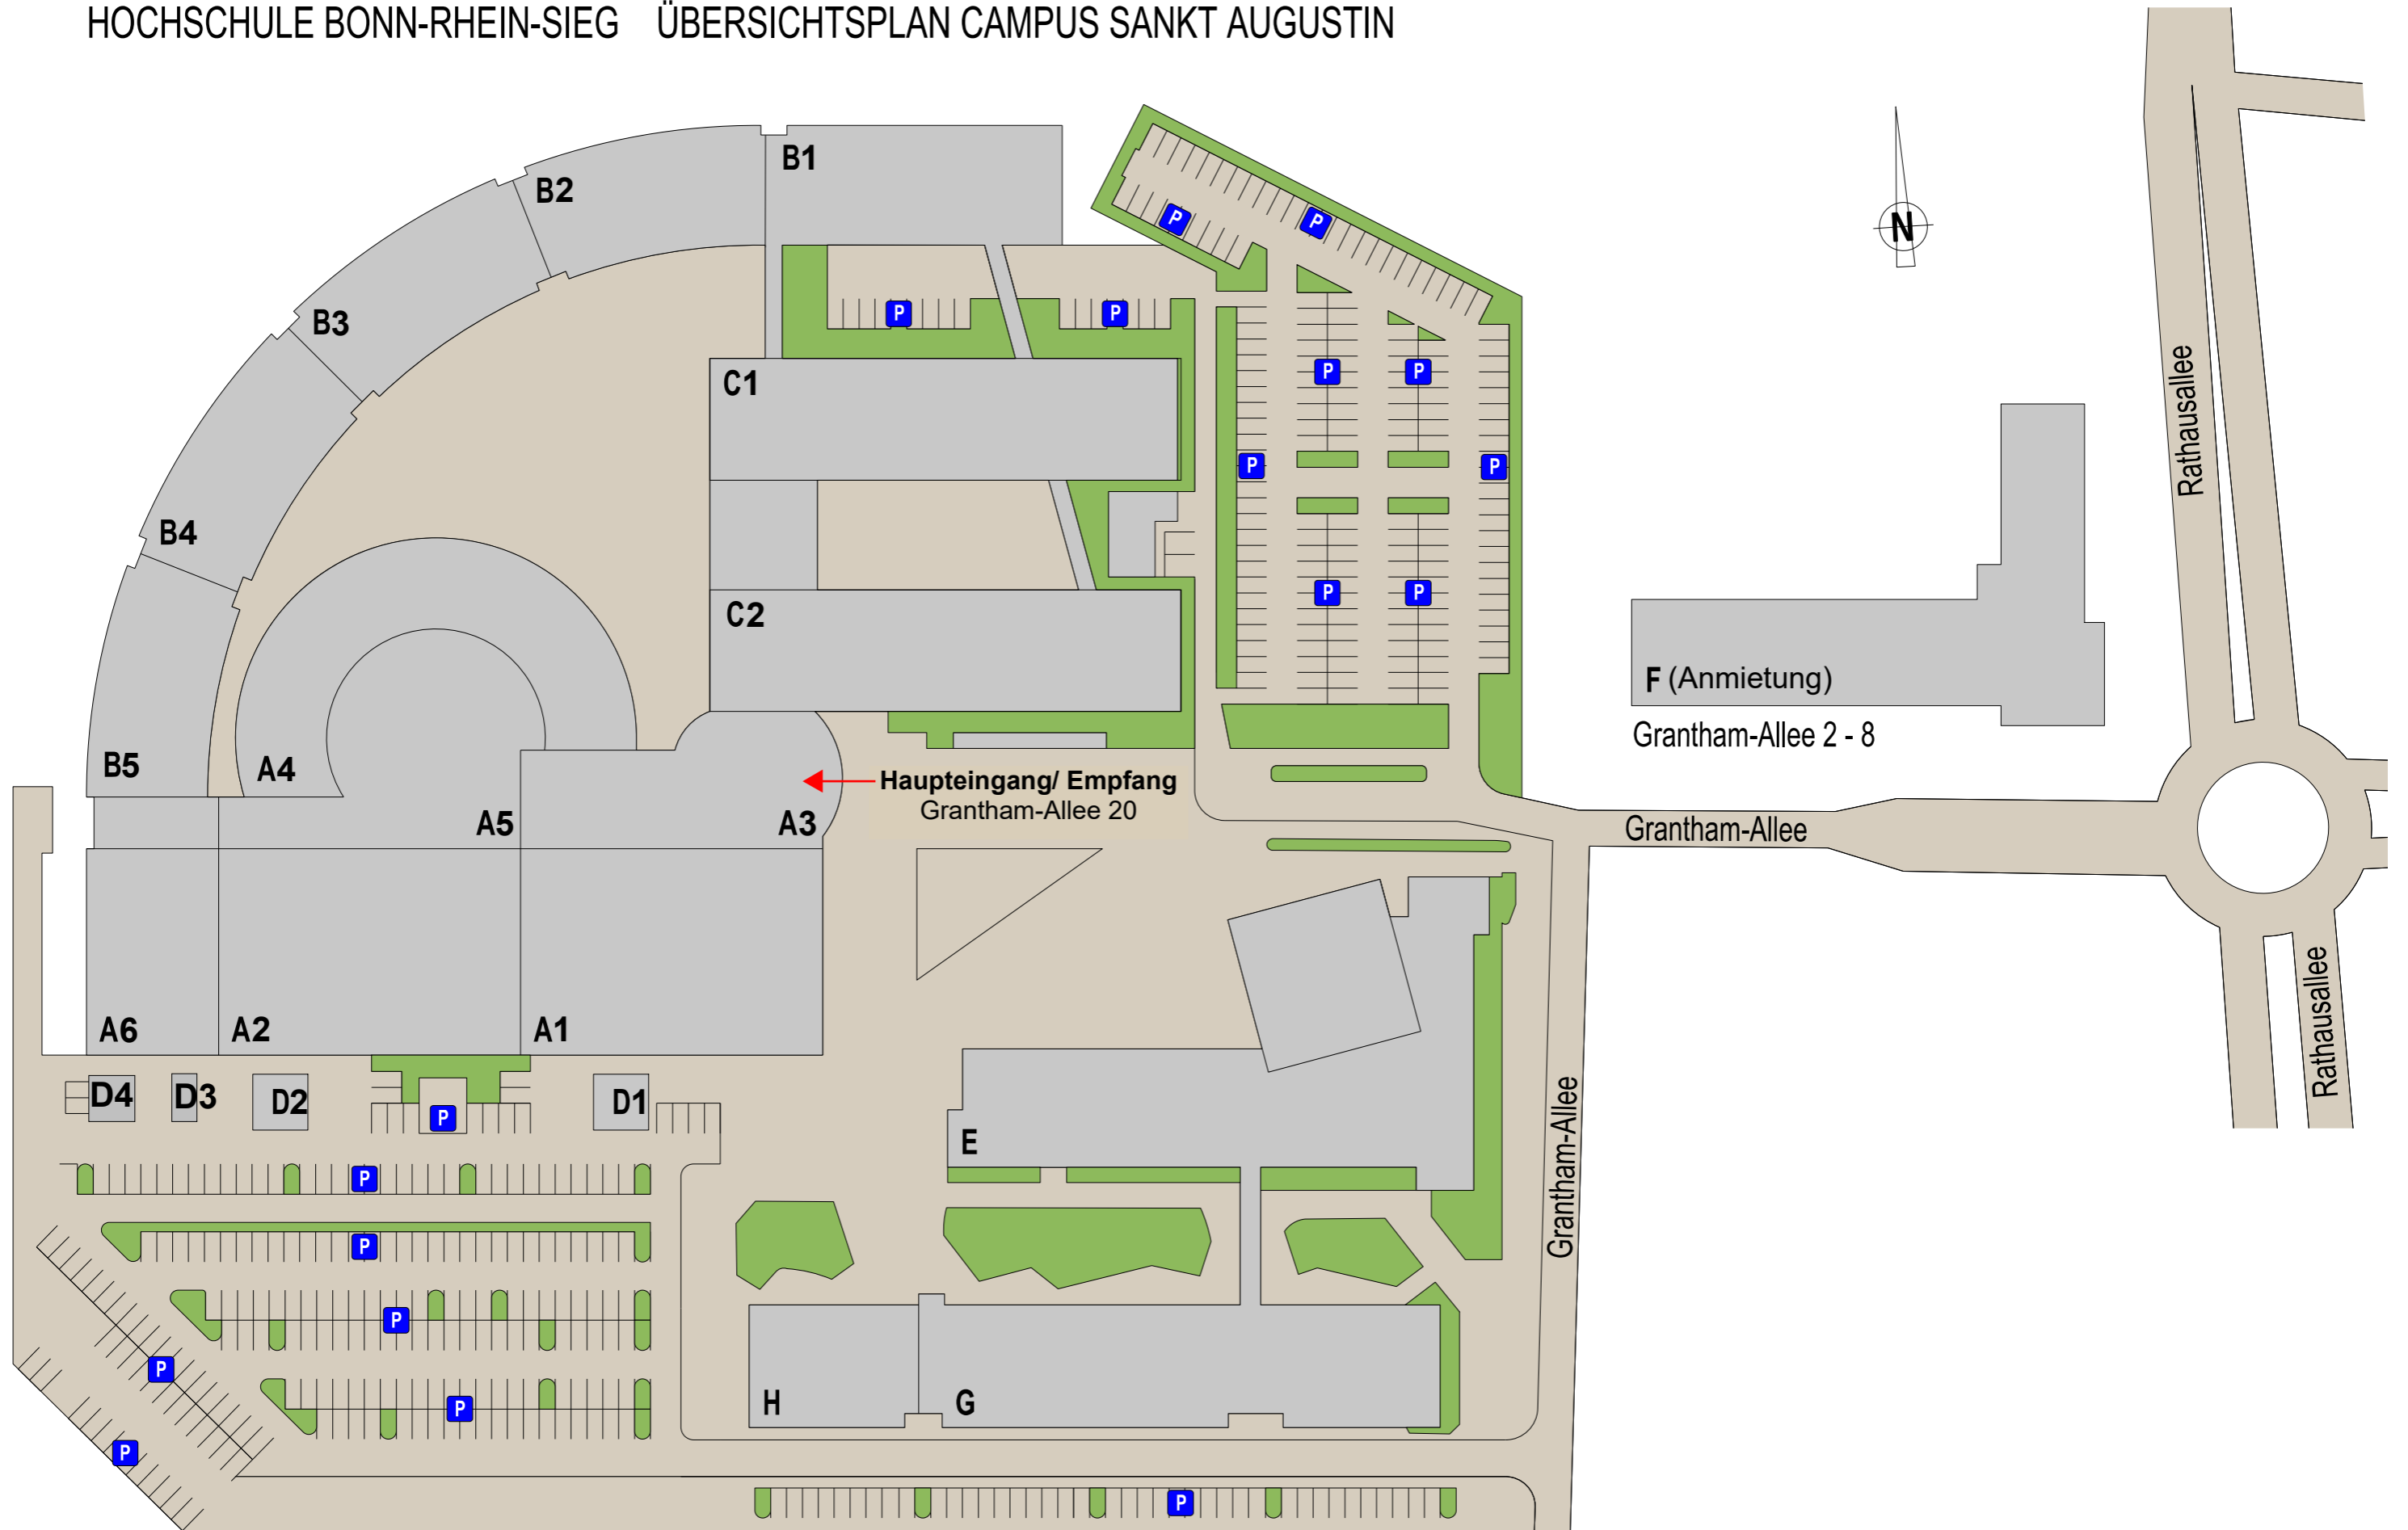 HOCHSCHULE BONN-RHEIN-SIEG ÜBERSICHTSPLAN CAMPUS SANKT AUGUSTIN
B1
B2
P
P
N
B3
P
P
C1
P
P
Rathausallee
P
P
B4
C2
P
P
F (Anmietung)
Grantham-Allee 2 - 8
B5
A4
Haupteingang/ Empfang
Grantham-Allee 20
A5
A3
Grantham-Allee
A6
A2
A1
Rathausallee
D4
D3
D2
P
D1
E
Grantham-Allee
P
P
P
P
P
H
G
P
P